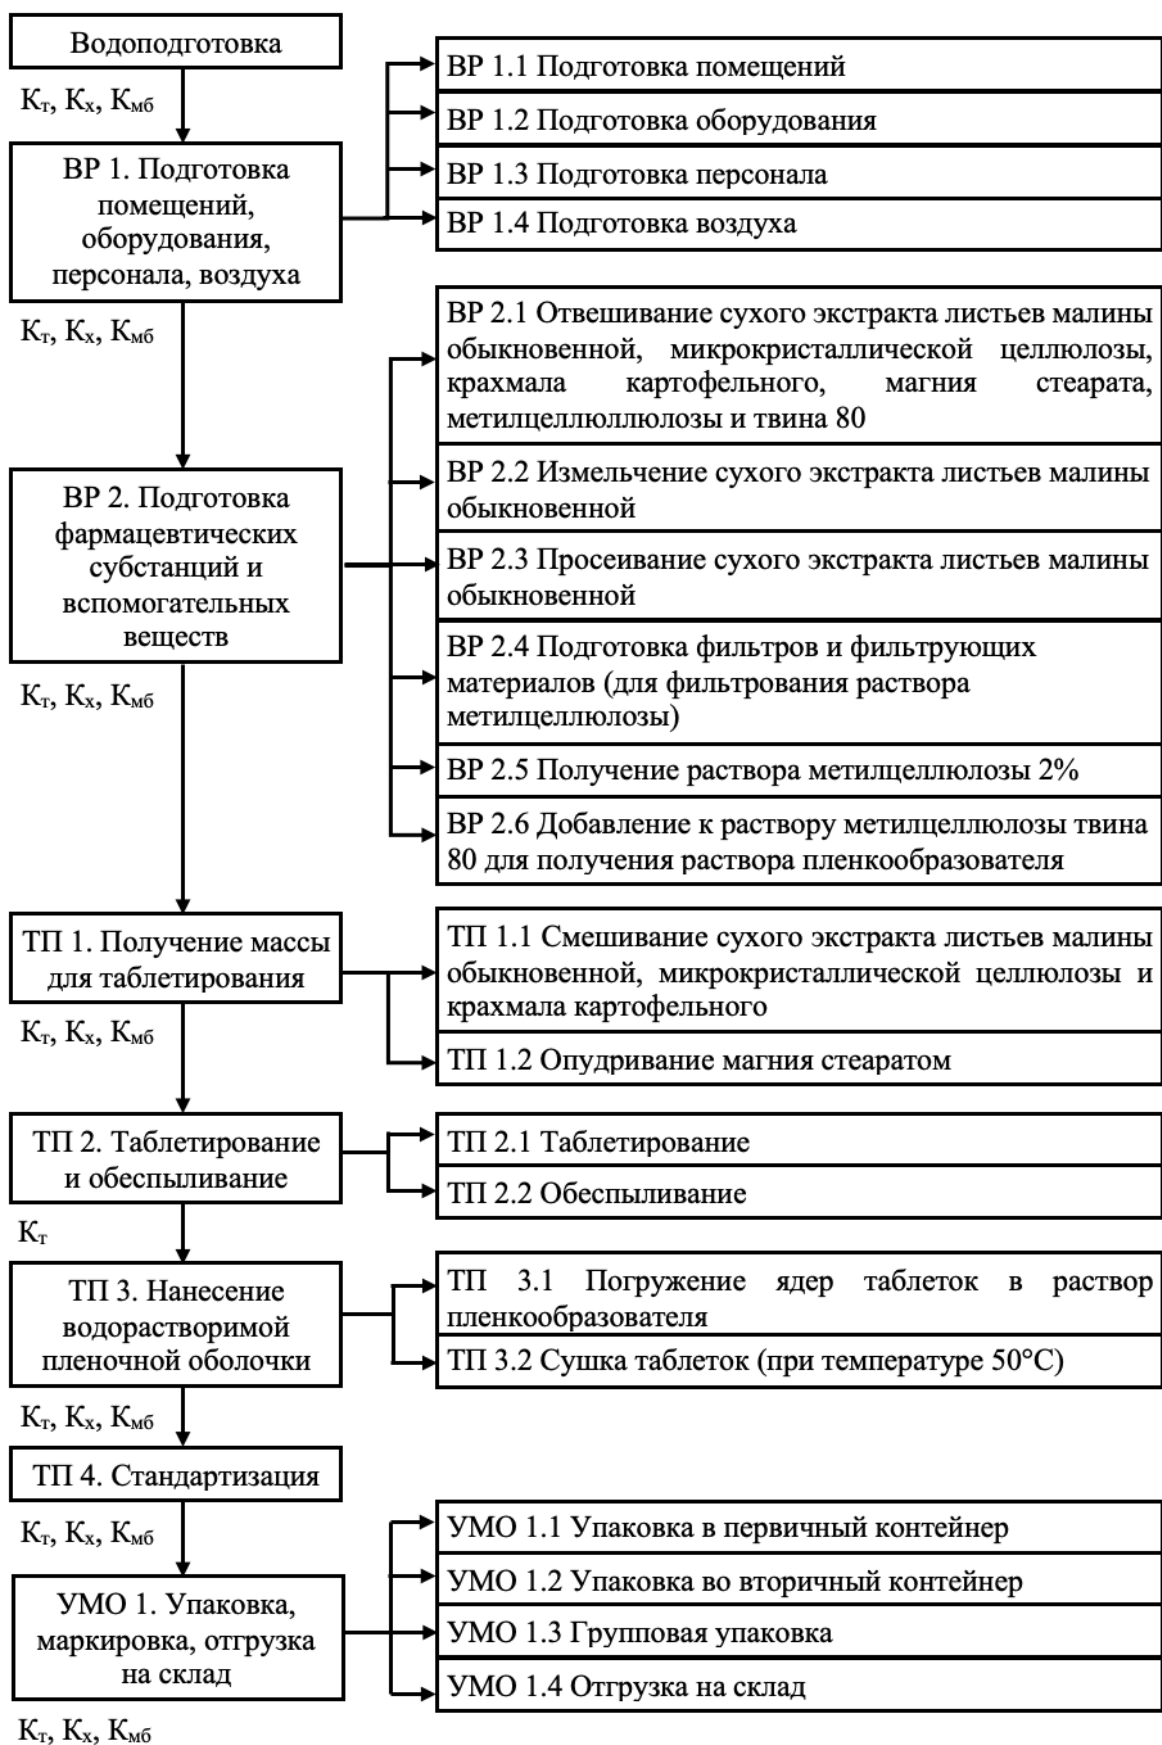 Водоподготовка
Кт, Кх, Кмб
ВР 1. Подготовка
помещений,
оборудования,
персонала, воздуха
ВР 1.1 Подготовка помещений
ВР 1.2 Подготовка оборудования
ВР 1.3 Подготовка персонала
ВР 1.4 Подготовка воздуха
Кт, Кх, Кмб
ВР 2. Подготовка
фармацевтических
субстанций и
вспомогательных
веществ
ВР 2.1 Отвешивание сухого экстракта листьев малины
обыкновенной, микрокристаллической целлюлозы,
крахмала картофельного, магния стеарата,
метилцеллюллюлозы и твина 80
ВР 2.2 Измельчение сухого экстракта листьев малины
обыкновенной
ВР 2.3 Просеивание сухого экстракта листьев малины
обыкновенной
ВР 2.4 Подготовка фильтров и фильтрующих
материалов (для фильтрования раствора
метилцеллюлозы)
ВР 2.5 Получение раствора метилцеллюлозы 2%
ВР 2.6 Добавление к раствору метилцеллюлозы твина
80 для получения раствора пленкообразователя
Кт, Кх, Кмб
ТП 1. Получение массы
для таблетирования
ТП 1.1 Смешивание сухого экстракта листьев малины
обыкновенной, микрокристаллической целлюлозы и
крахмала картофельного
ТП 1.2 Опудривание магния стеаратом
Кт, Кх, Кмб
ТП 2. Таблетирование
и обеспыливание
ТП 2.1 Таблетирование
ТП 2.2 Обеспыливание
Кт
ТП 3. Нанесение
водорастворимой
пленочной оболочки
ТП 3.1 Погружение ядер таблеток в раствор
пленкообразователя
ТП 3.2 Сушка таблеток (при температуре 50°С)
Кт, Кх, Кмб
ТП 4. Стандартизация
Кт, Кх, Кмб
УМО 1. Упаковка,
маркировка, отгрузка
на склад
УМО 1.1 Упаковка в первичный контейнер
УМО 1.2 Упаковка во вторичный контейнер
УМО 1.3 Групповая упаковка
УМО 1.4 Отгрузка на склад
Кт, Кх, Кмб